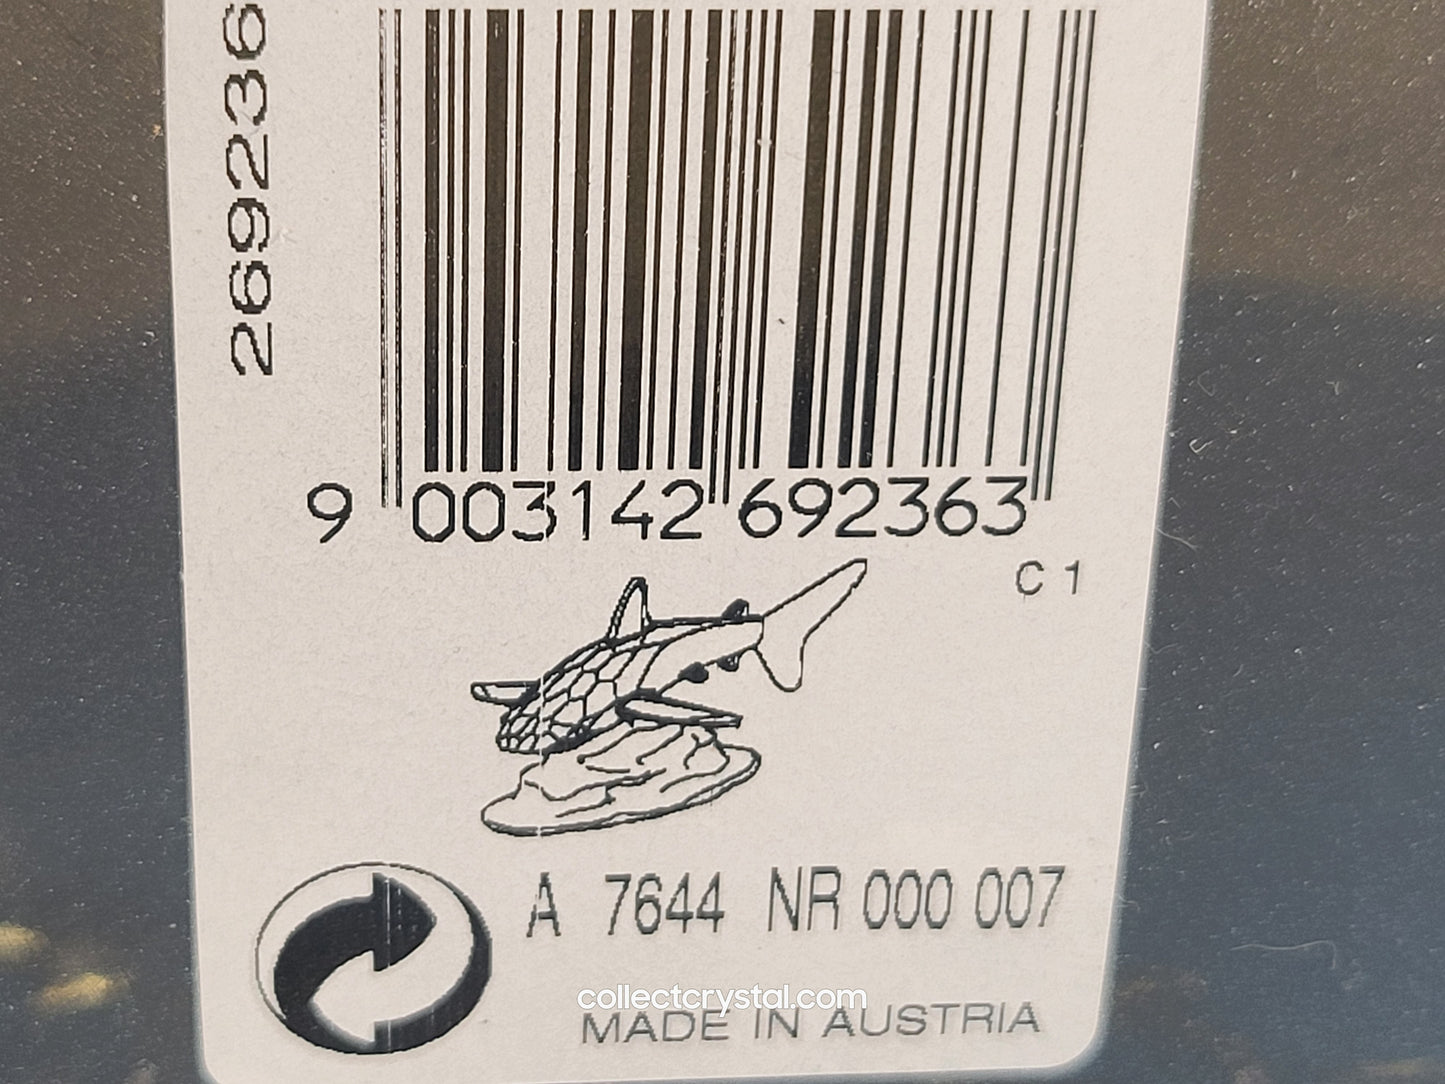 269236
9 003142 692363
C 1
A 7644 NR 000 007
collectcrystal.com
MADE IN AUSTRIA